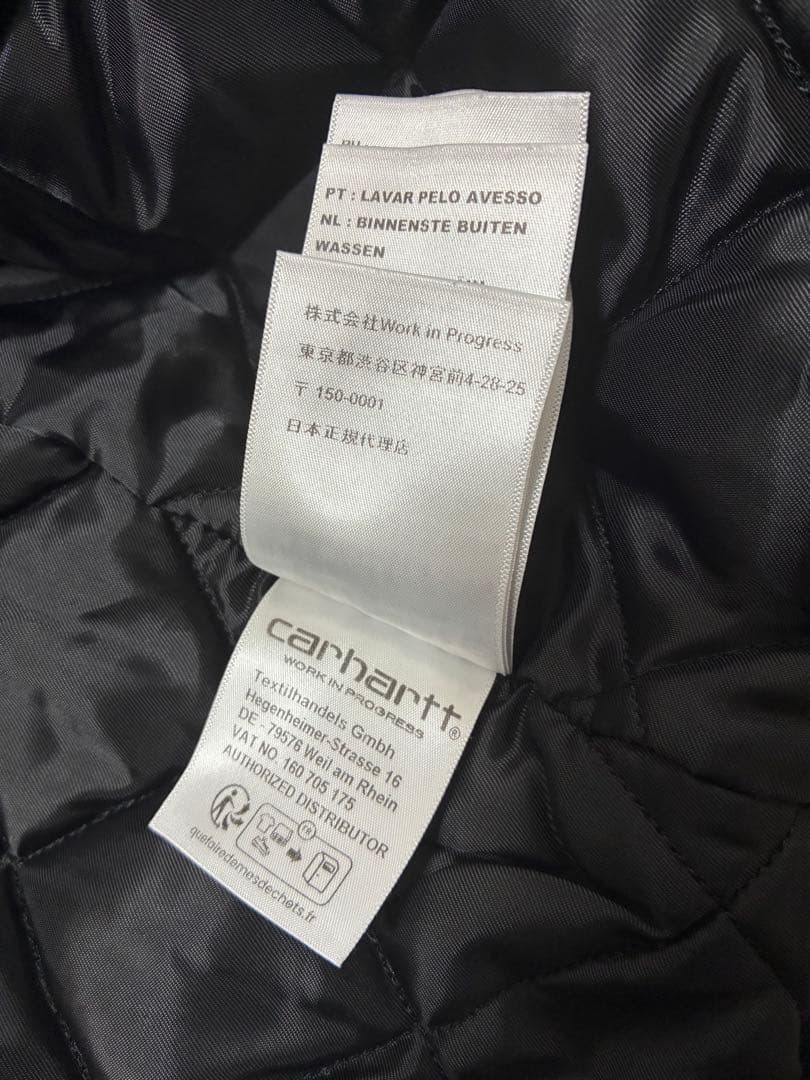 PT : LAVAR PELO AVESSO
NL : BINNENSTE BUITEN
WASSEN
株式会社Work in Progress
東京都渋谷区神宮前4-28-25
〒 150-0001
日本正規代理店
carhartt®
WORK IN PROGRESS
Textilhandels Gmbh
Hegenheimer-Strasse 16
DE - 79576 Weil am Rhein
VAT NO. 160 705 175
AUTHORIZED DISTRIBUTOR
FR
quefairedemesdechets.fr